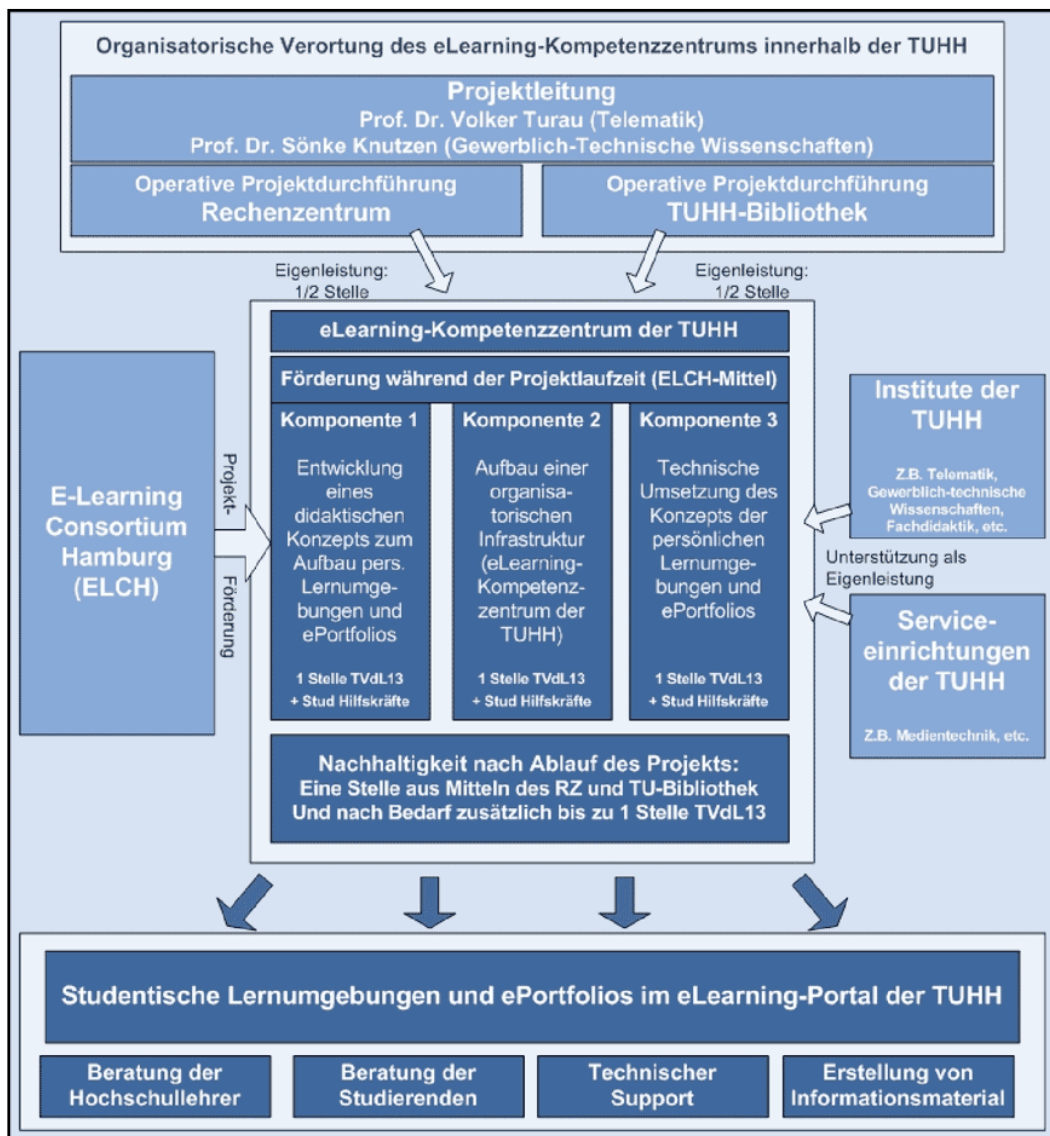 Organisatorische Verortung des eLearning-Kompetenzzentrums innerhalb der TUHH
Projektleitung
Prof. Dr. Volker Turau (Telematik)
Prof. Dr. Sönke Knutzen (Gewerblich-Technische Wissenschaften)
Operative Projektdurchführung
Rechenzentrum
Operative Projektdurchführung
TUHH-Bibliothek
Eigenleistung:
1/2 Stelle
Eigenleistung:
1/2 Stelle
eLearning-Kompetenzzentrum der TUHH
Förderung während der Projektlaufzeit (ELCH-Mittel)
E-Learning
Consortium
Hamburg
(ELCH)
Projekt-
Förderung
Komponente 1
Entwicklung
eines
didaktischen
Konzepts zum
Aufbau pers.
Lernumge-
bungen und
ePortfolios
1 Stelle TVdL13
+ Stud Hilfskräfte
Komponente 2
Aufbau einer
organisa-
torischen
Infrastruktur
(eLearning-
Kompetenz-
zentrum der
TUHH)
1 Stelle TVdL13
+ Stud Hilfskräfte
Komponente 3
Technische
Umsetzung des
Konzepts der
persönlichen
Lernumge-
bungen und
ePortfolios
1 Stelle TVdL13
+ Stud Hilfskräfte
Institute der
TUHH
Z.B. Telematik,
Gewerblich-technische
Wissenschaften,
Fachdidaktik, etc.
Unterstützung als
Eigenleistung
Service-
einrichtungen
der TUHH
Z.B. Medientechnik, etc.
Nachhaltigkeit nach Ablauf des Projekts:
Eine Stelle aus Mitteln des RZ und TU-Bibliothek
Und nach Bedarf zusätzlich bis zu 1 Stelle TVdL13
Studentische Lernumgebungen und ePortfolios im eLearning-Portal der TUHH
Beratung der
Hochschullehrer
Beratung der
Studierenden
Technischer
Support
Erstellung von
Informationsmaterial